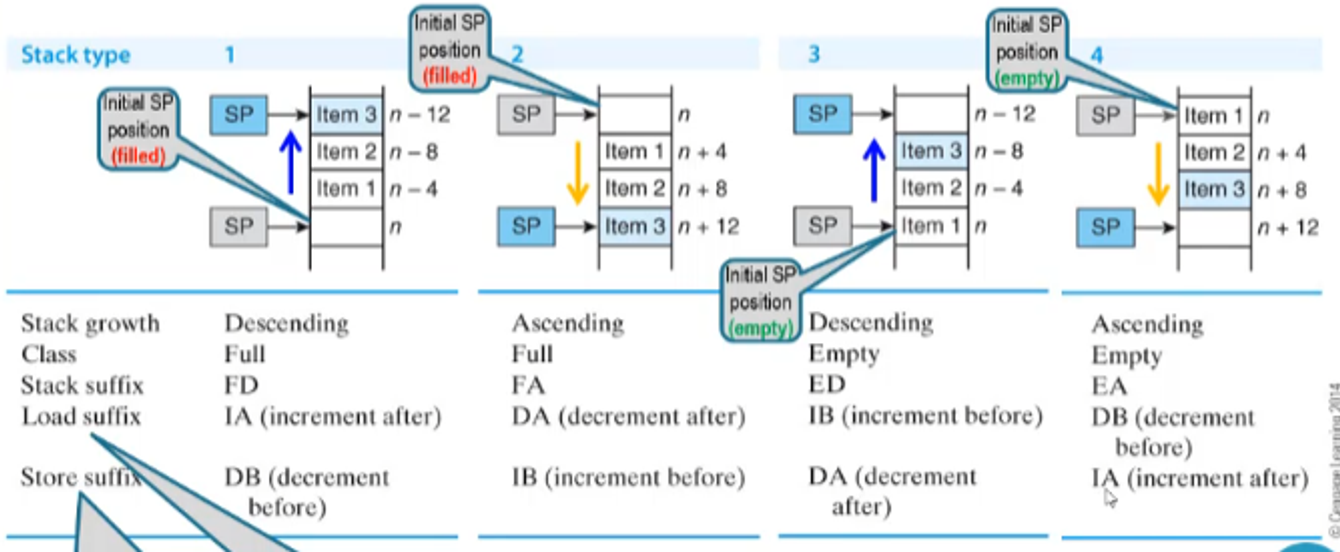 Stack type 1 2 3 4
Initial SP
position
(filled)
Initial SP
position
(filled)
Initial SP
position
(empty)
Initial SP
position
(empty)
SP Item 3 n – 12
Item 2 n – 8
Item 1 n – 4
SP n
SP n
Item 1 n + 4
Item 2 n + 8
SP Item 3 n + 12
SP n – 12
Item 3 n – 8
Item 2 n – 4
SP Item 1 n
SP Item 1 n
Item 2 n + 4
Item 3 n + 8
SP n + 12
Stack growth Descending Ascending Descending Ascending
Class Full Full Empty Empty
Stack suffix FD FA ED EA
Load suffix IA (increment after) DA (decrement after) IB (increment before) DB (decrement
before)
Store suffix DB (decrement IB (increment before) DA (decrement IA (increment after)
before) after)
© Cengage Learning 2014